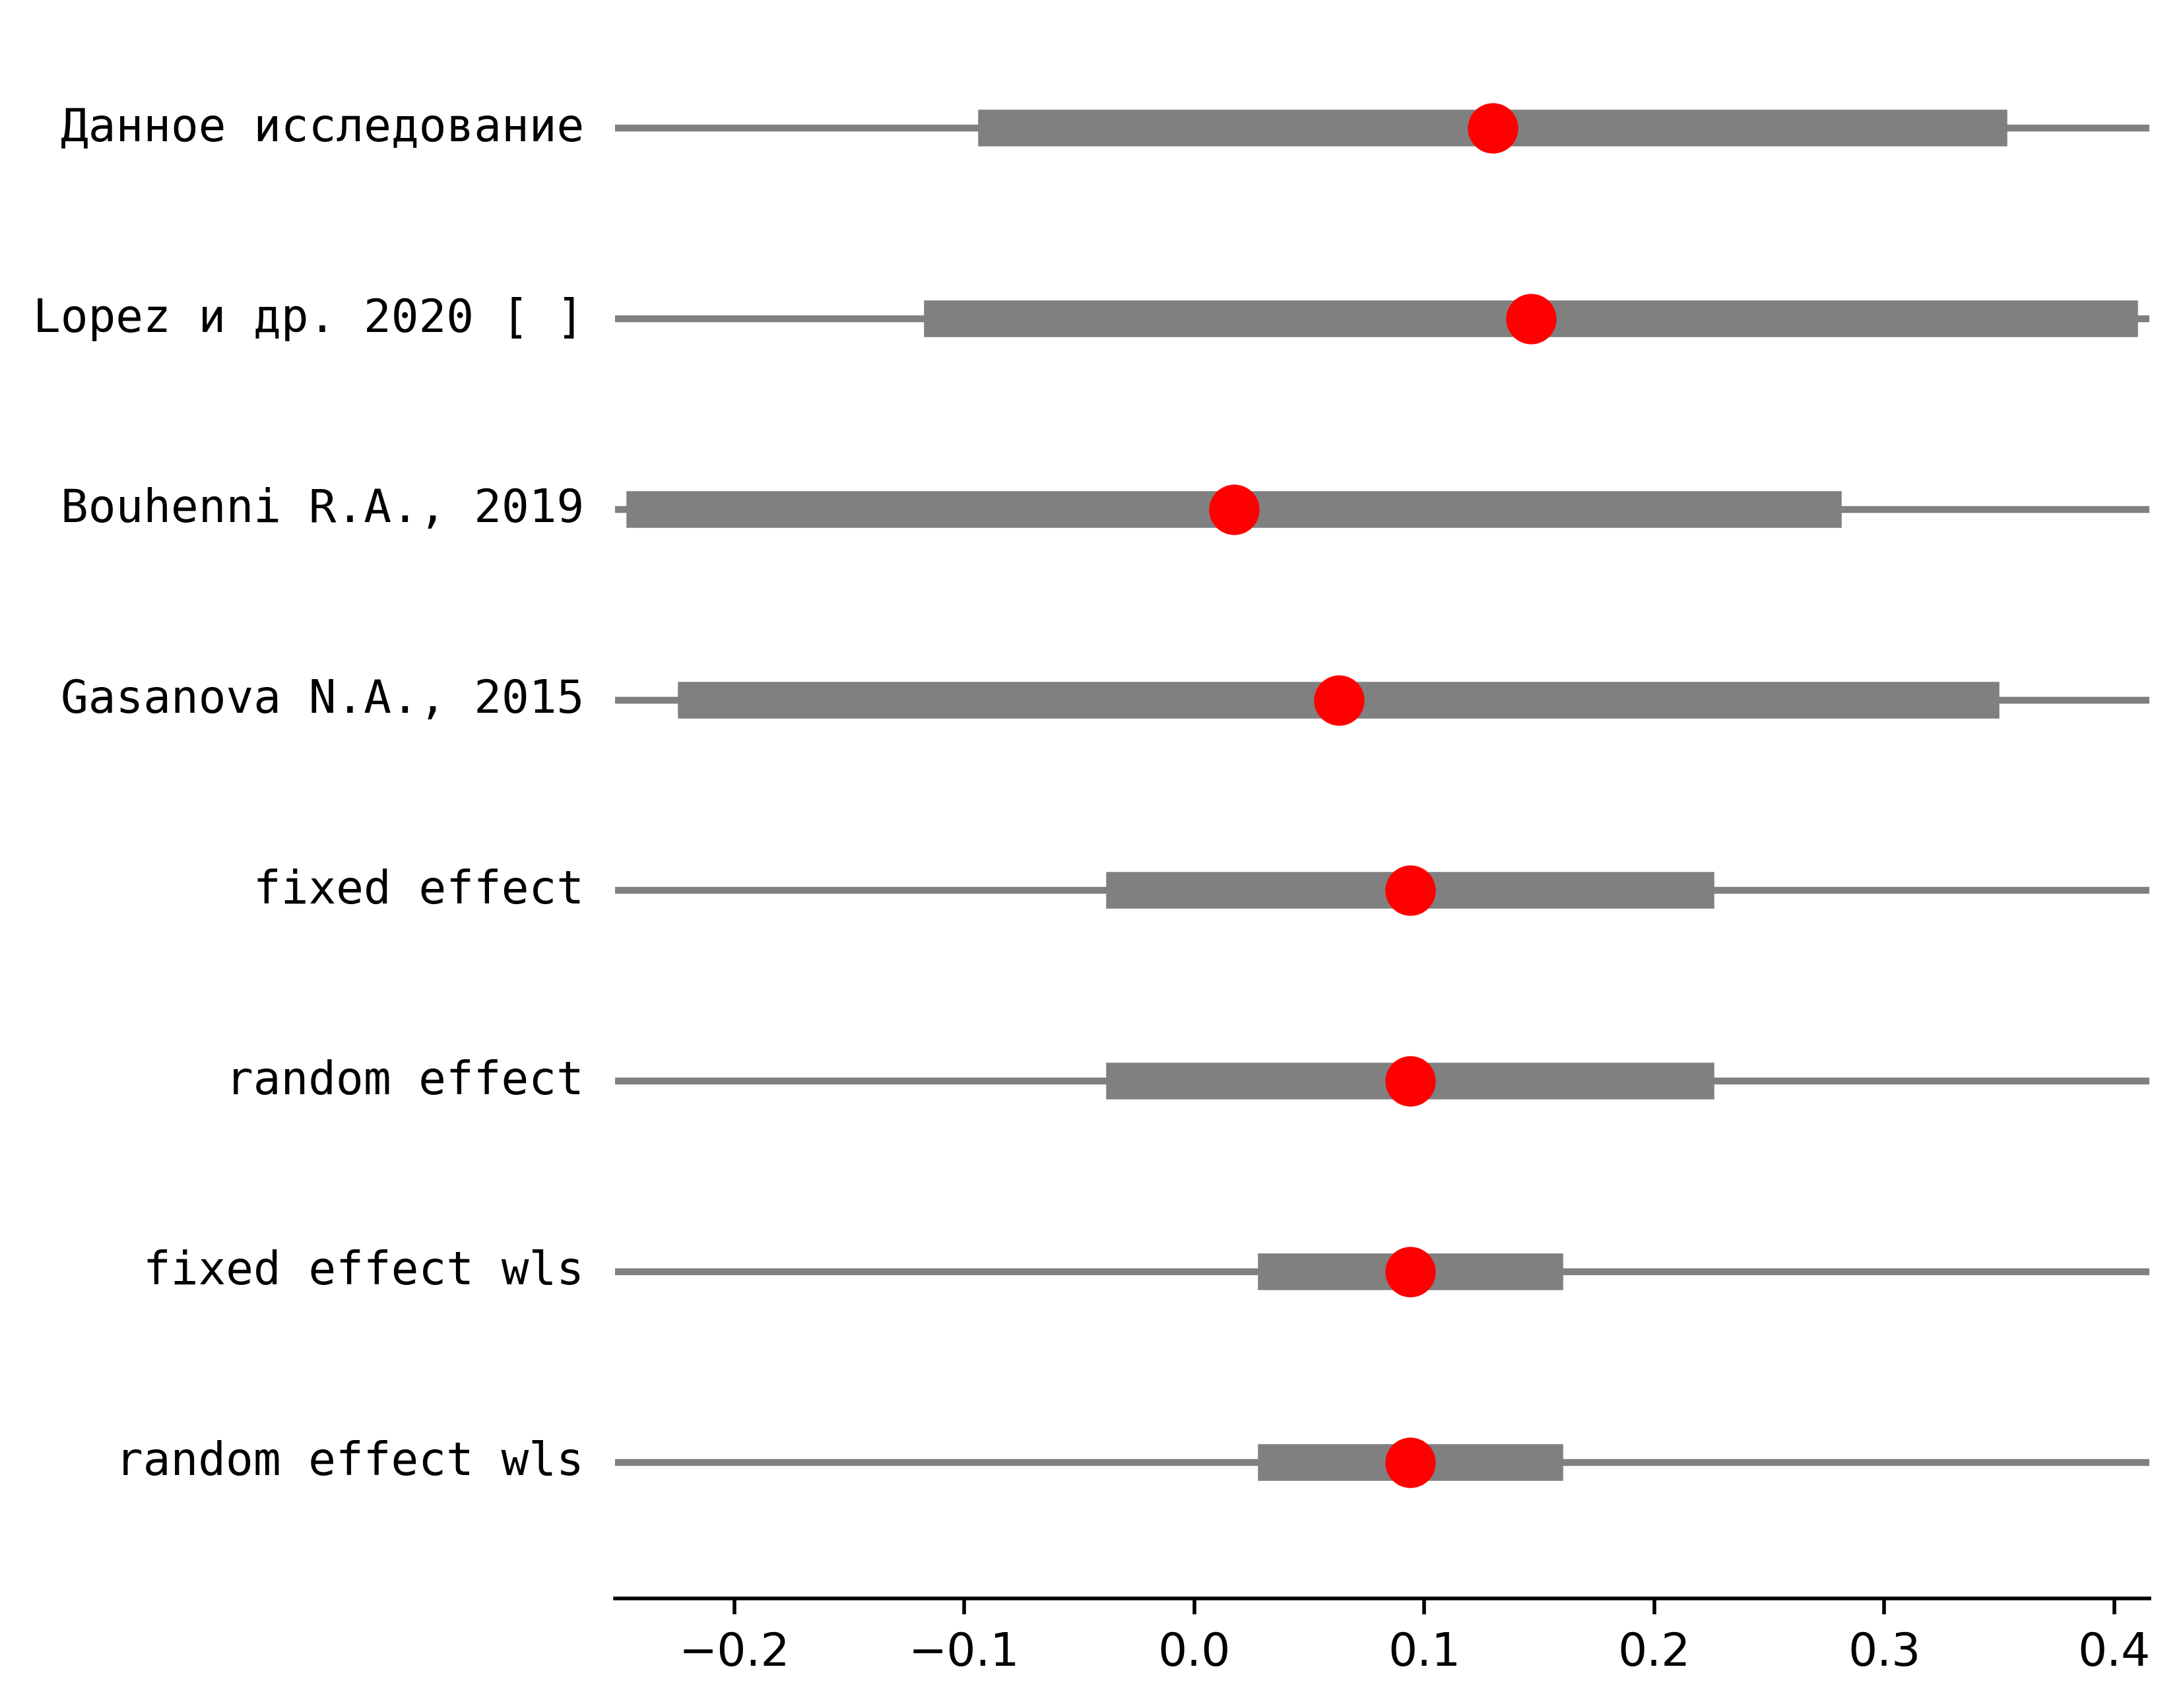 Данное исследование
Lopez и др. 2020 [ ]
Bouhenni R.A., 2019
Gasanova N.A., 2015
fixed effect
random effect
fixed effect wls
random effect wls
−0.2 −0.1 0.0 0.1 0.2 0.3 0.4